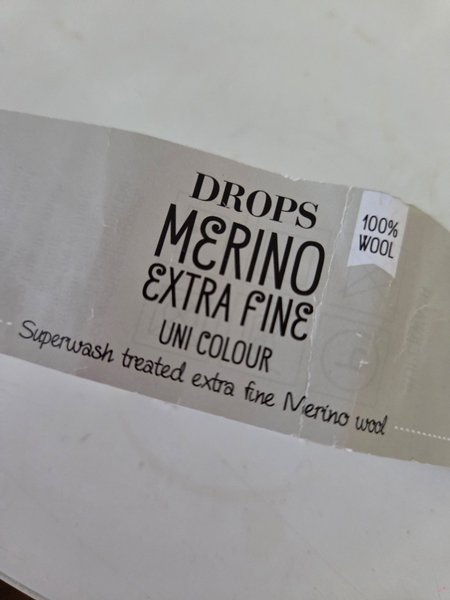 DROPS
MERINO
EXTRA FINE
UNI COLOUR
100%
WOOL
Superwash treated extra fine Merino wool